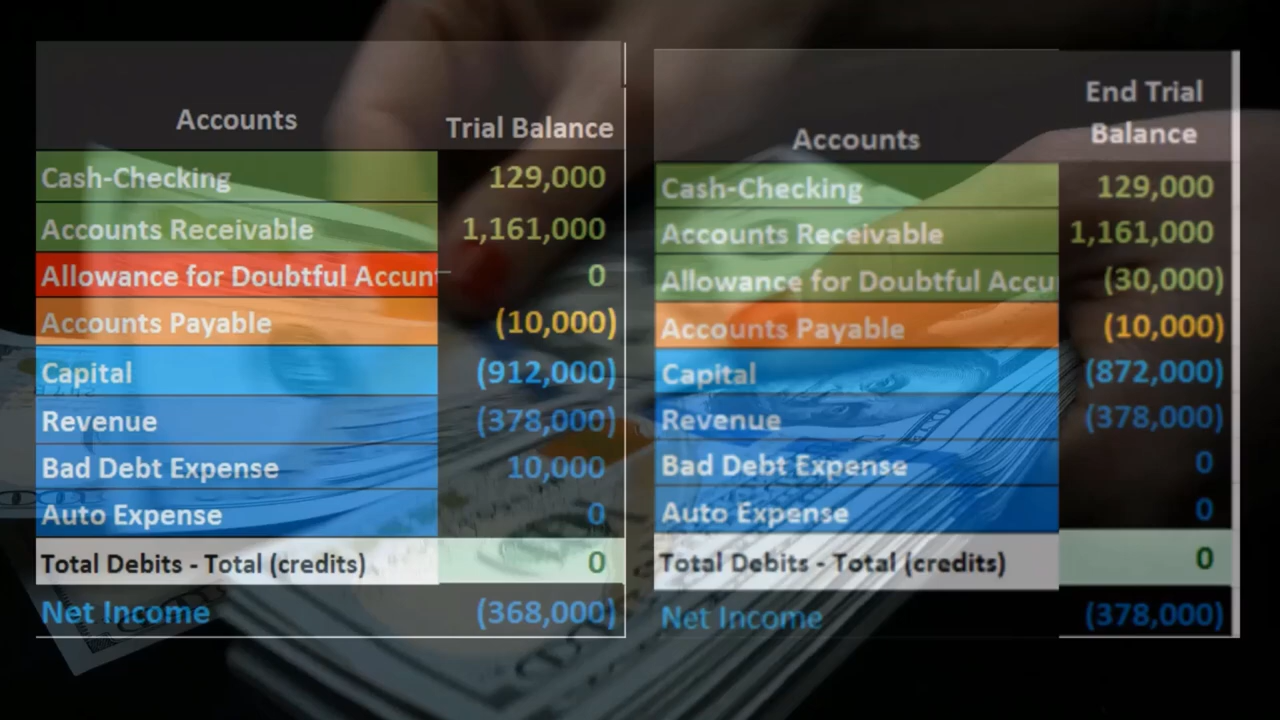 Accounts Trial Balance
Cash-Checking 129,000
Accounts Receivable 1,161,000
Allowance for Doubtful Accun 0
Accounts Payable (10,000)
Capital (912,000)
Revenue (378,000)
Bad Debt Expense 10,000
Auto Expense 0
Total Debits - Total (credits) 0
Net Income (368,000)
Accounts End Trial
Balance
Cash-Checking 129,000
Accounts Receivable 1,161,000
Allowance for Doubtful Accu (30,000)
Accounts Payable (10,000)
Capital (872,000)
Revenue (378,000)
Bad Debt Expense 0
Auto Expense 0
Total Debits - Total (credits) 0
Net Income (378,000)